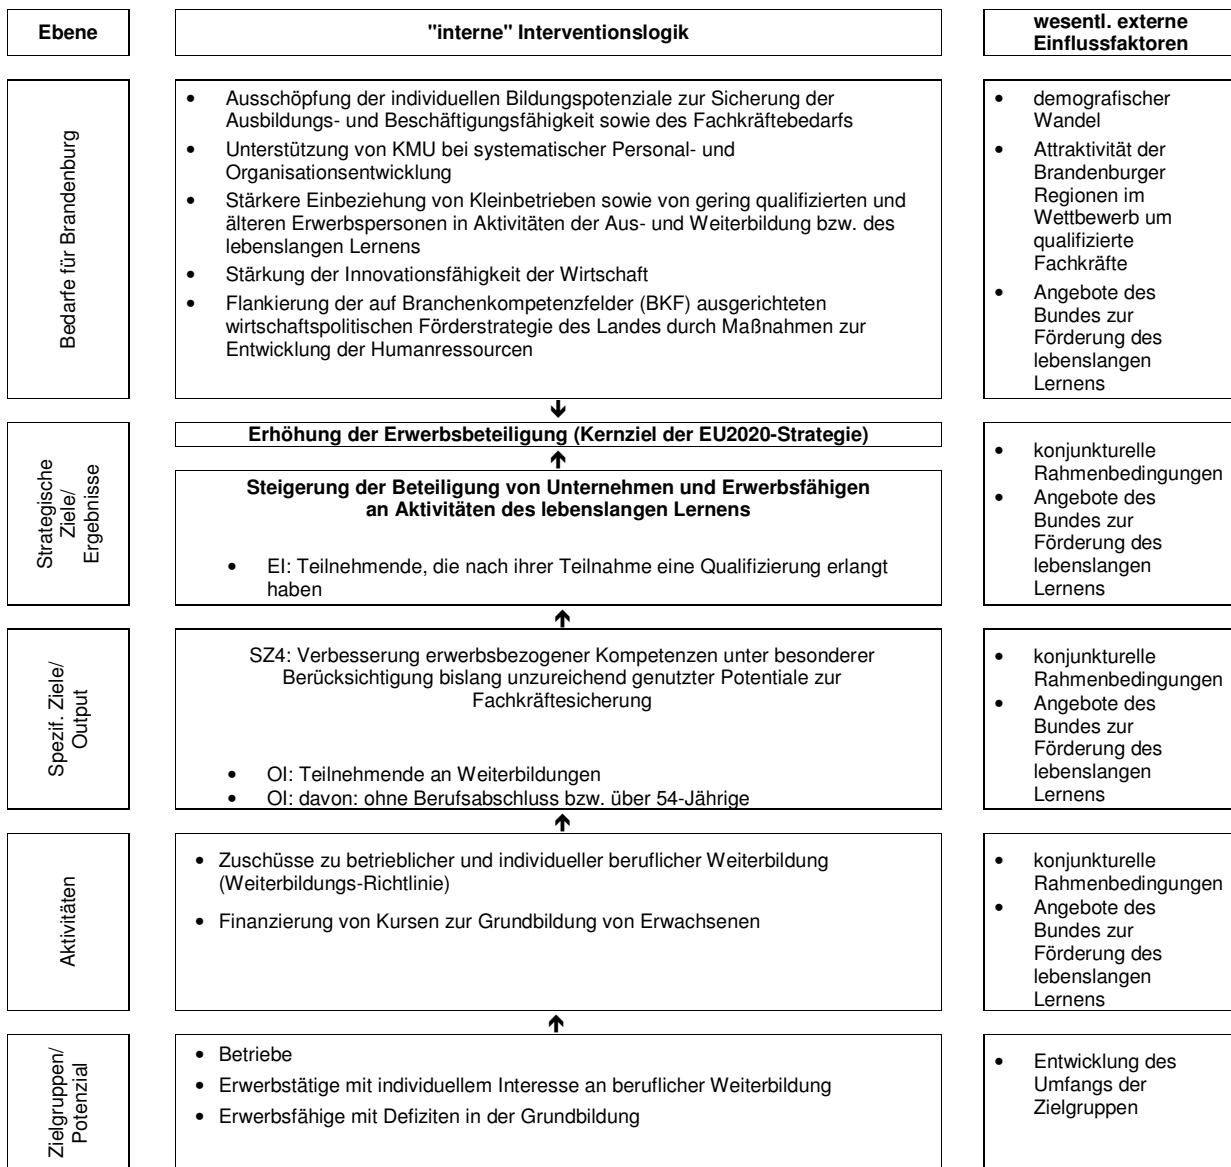 Ebene
"interne" Interventionslogik
wesentl. externe
Einflussfaktoren
Bedarfe für Brandenburg
• Ausschöpfung der individuellen Bildungspotenziale zur Sicherung der
Ausbildungs- und Beschäftigungsfähigkeit sowie des Fachkräftebedarfs
• Unterstützung von KMU bei systematischer Personal- und
Organisationsentwicklung
• Stärkere Einbeziehung von Kleinbetrieben sowie von gering qualifizierten und
älteren Erwerbspersonen in Aktivitäten der Aus- und Weiterbildung bzw. des
lebenslangen Lernens
• Stärkung der Innovationsfähigkeit der Wirtschaft
• Flankierung der auf Branchenkompetenzfelder (BKF) ausgerichteten
wirtschaftspolitischen Förderstrategie des Landes durch Maßnahmen zur
Entwicklung der Humanressourcen
• demografischer
Wandel
• Attraktivität der
Brandenburger
Regionen im
Wettbewerb um
qualifizierte
Fachkräfte
• Angebote des
Bundes zur
Förderung des
lebenslangen
Lernens
Strategische
Ziele/
Ergebnisse
Erhöhung der Erwerbsbeteiligung (Kernziel der EU2020-Strategie)
Steigerung der Beteiligung von Unternehmen und Erwerbsfähigen
an Aktivitäten des lebenslangen Lernens
• EI: Teilnehmende, die nach ihrer Teilnahme eine Qualifizierung erlangt
haben
• konjunkturelle
Rahmenbedingungen
• Angebote des
Bundes zur
Förderung des
lebenslangen
Lernens
Spezif. Ziele/
Output
SZ4: Verbesserung erwerbsbezogener Kompetenzen unter besonderer
Berücksichtigung bislang unzureichend genutzter Potentiale zur
Fachkräftesicherung
• OI: Teilnehmende an Weiterbildungen
• OI: davon: ohne Berufsabschluss bzw. über 54-Jährige
• konjunkturelle
Rahmenbedingungen
• Angebote des
Bundes zur
Förderung des
lebenslangen
Lernens
Aktivitäten
• Zuschüsse zu betrieblicher und individueller beruflicher Weiterbildung
(Weiterbildungs-Richtlinie)
• Finanzierung von Kursen zur Grundbildung von Erwachsenen
• konjunkturelle
Rahmenbedingungen
• Angebote des
Bundes zur
Förderung des
lebenslangen
Lernens
Zielgruppen/
Potenzial
• Betriebe
• Erwerbstätige mit individuellem Interesse an beruflicher Weiterbildung
• Erwerbsfähige mit Defiziten in der Grundbildung
• Entwicklung des
Umfangs der
Zielgruppen